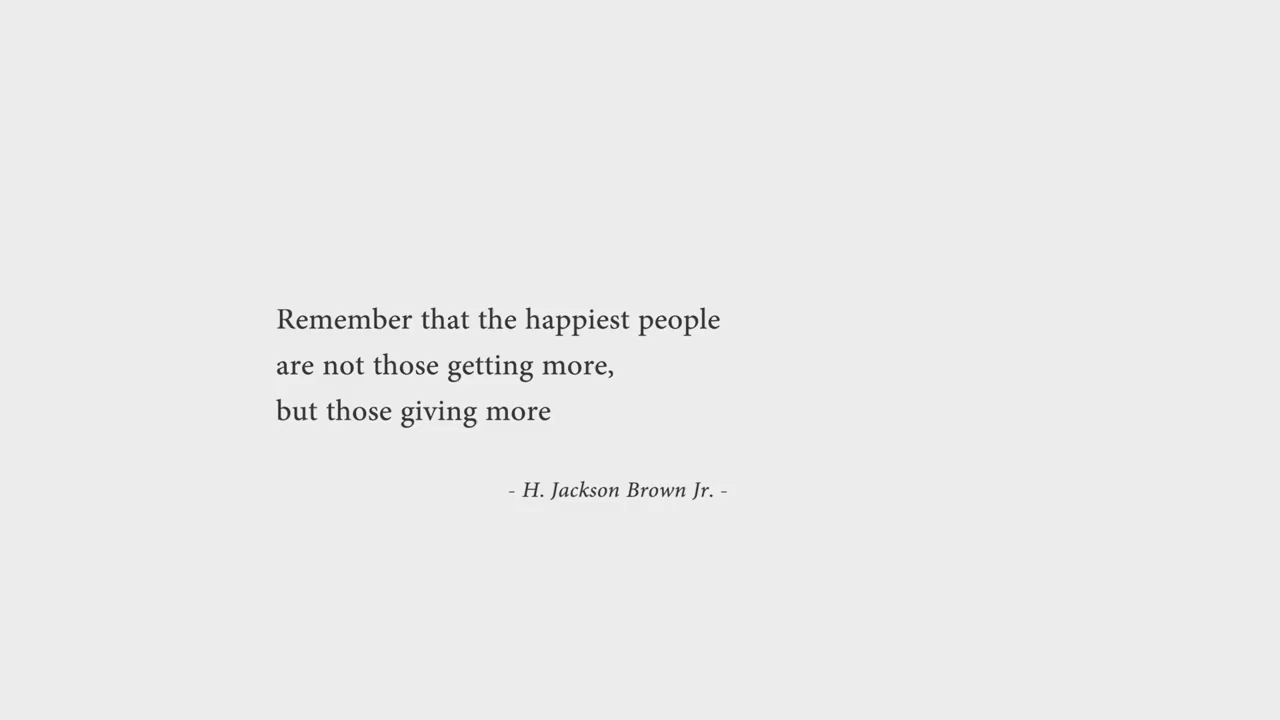 Remember that the happiest people
are not those getting more,
but those giving more
- H. Jackson Brown Jr. -